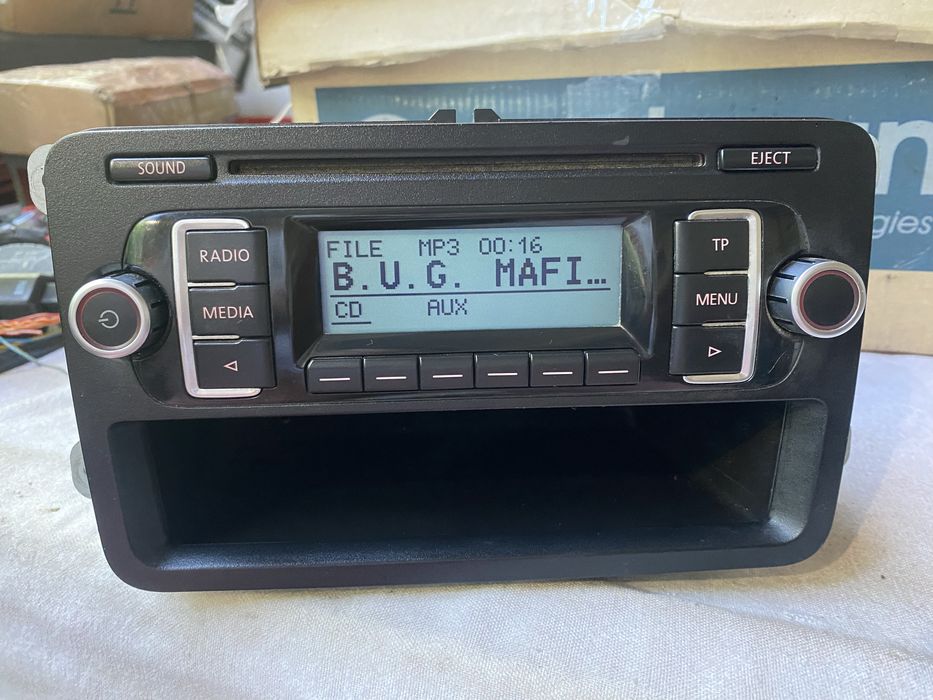 SOUND
EJECT
RADIO
MEDIA
FILE MP3 00:16
B.U.G. MAFI...
CD AUX
TP
MENU